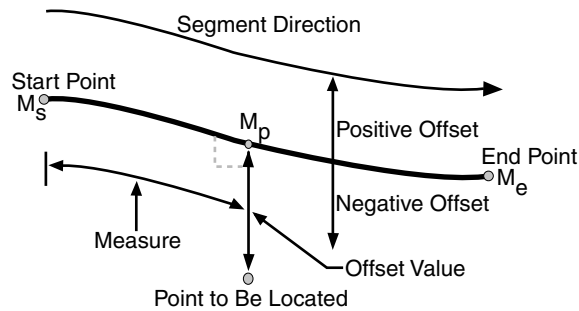 Segment Direction
Start Point
Ms
Mp
Positive Offset
End Point
Me
Negative Offset
Measure
Offset Value
Point to Be Located